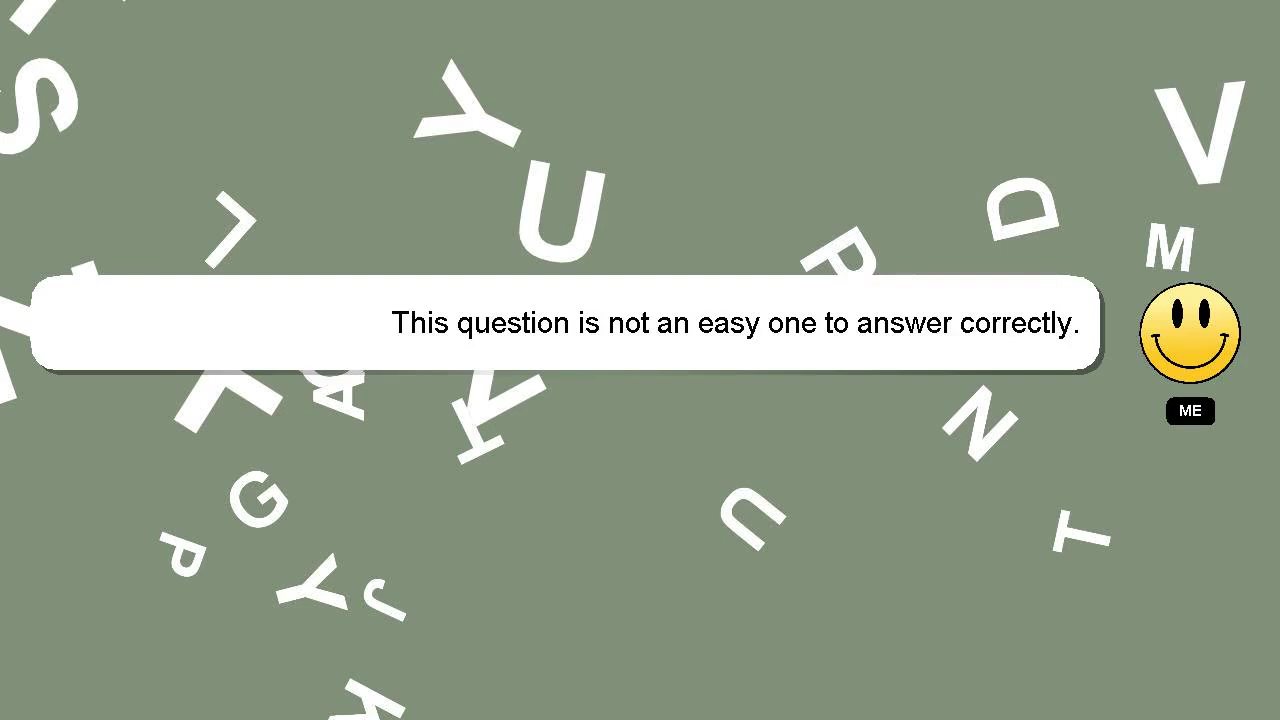 S
Y
U
V
L
D
M
P
This question is not an easy one to answer correctly.
ME
A
N
G
U
T
P
Y
J
K